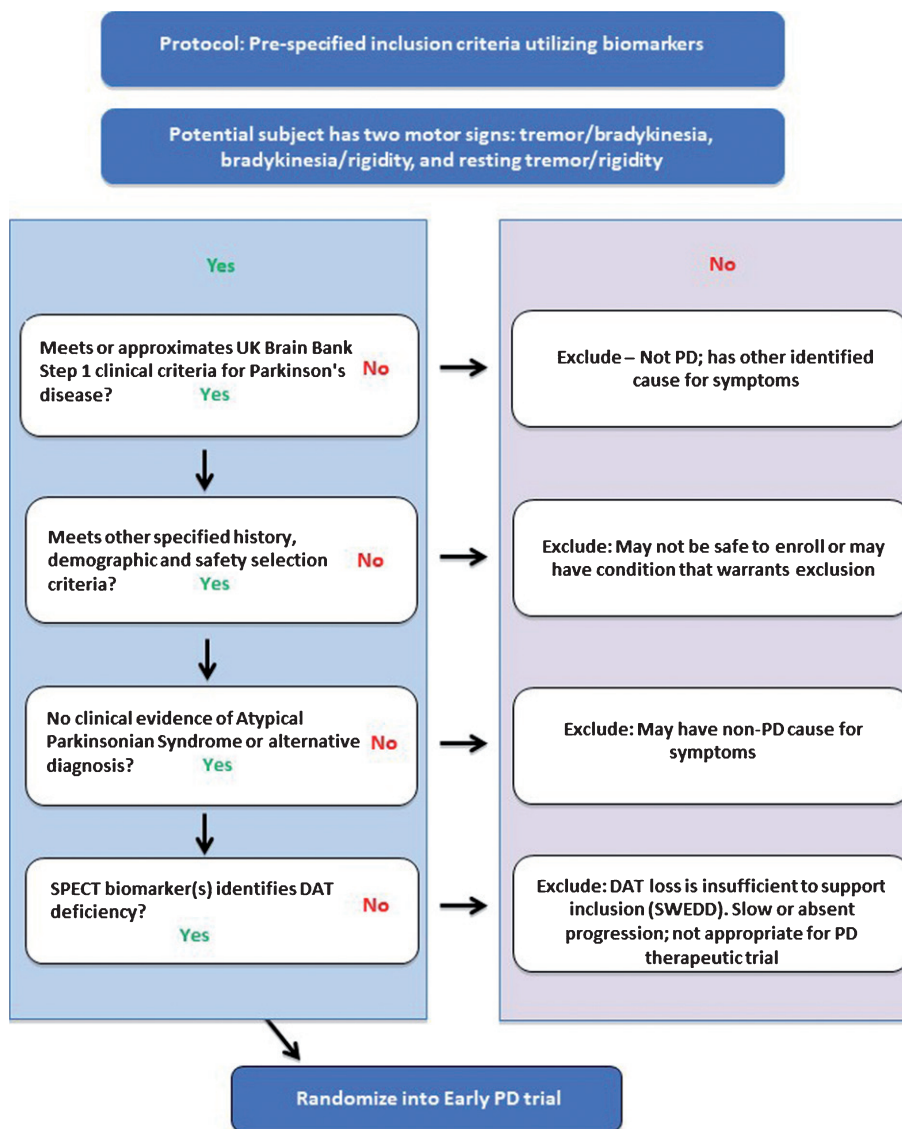 Protocol: Pre-specified inclusion criteria utilizing biomarkers
Potential subject has two motor signs: tremor/bradykinesia,
bradykinesia/rigidity, and resting tremor/rigidity
Yes
No
Meets or approximates UK Brain Bank
Step 1 clinical criteria for Parkinson's
disease?
Yes
No
Exclude – Not PD; has other identified
cause for symptoms
Meets other specified history,
demographic and safety selection
criteria?
Yes
No
Exclude: May not be safe to enroll or may
have condition that warrants exclusion
No clinical evidence of Atypical
Parkinsonian Syndrome or alternative
diagnosis?
Yes
No
Exclude: May have non-PD cause for
symptoms
SPECT biomarker(s) identifies DAT
deficiency?
Yes
No
Exclude: DAT loss is insufficient to support
inclusion (SWEDD). Slow or absent
progression; not appropriate for PD
therapeutic trial
Randomize into Early PD trial